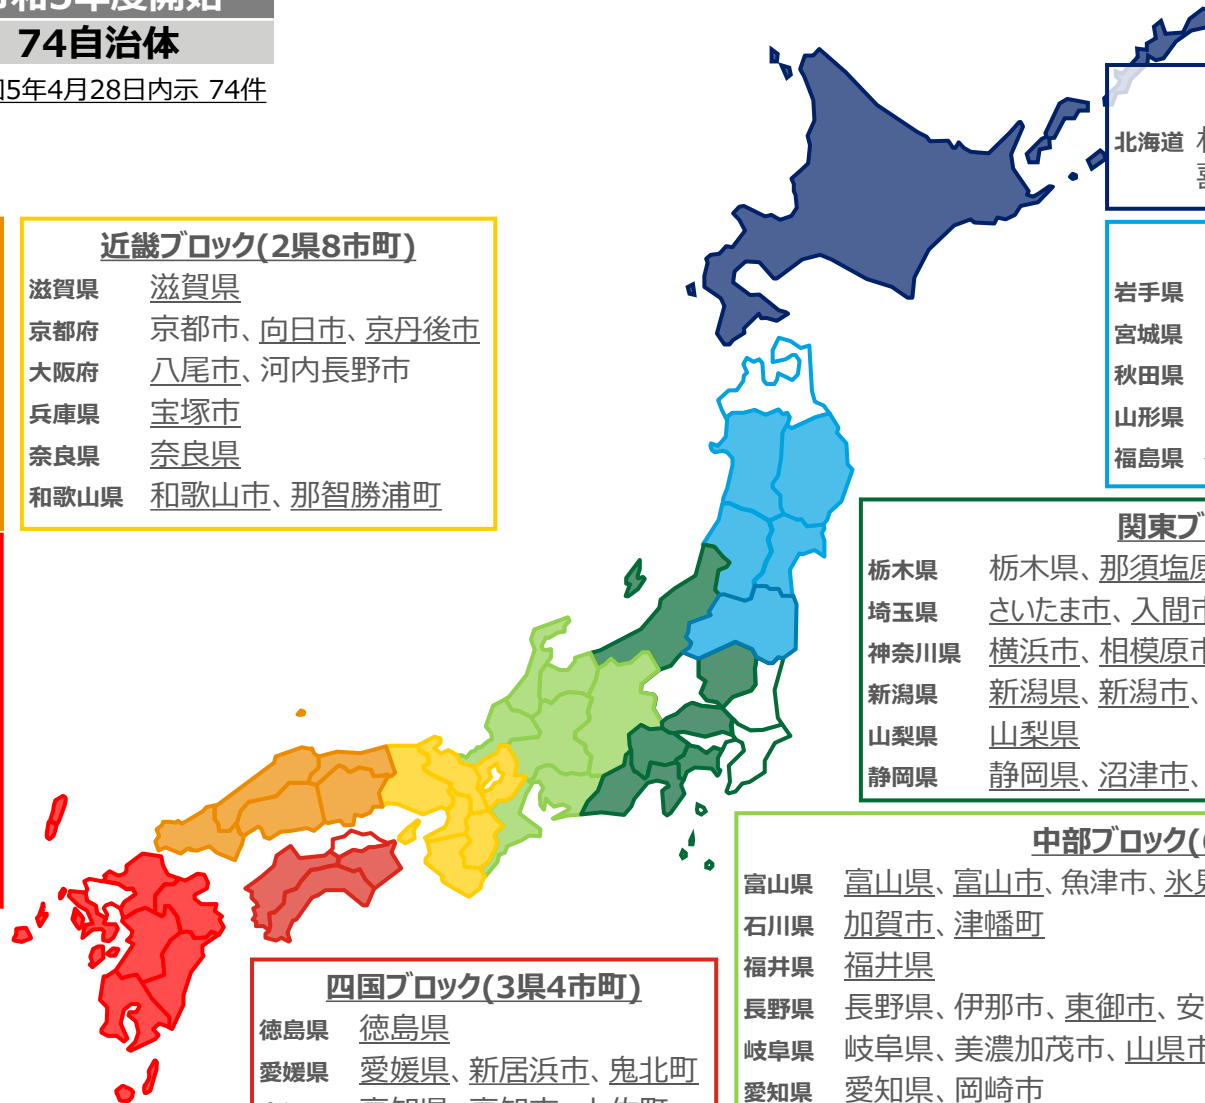 74自治体
5年4月28日内示 74件
近畿ブロック(2県8市町)
滋賀県 滋賀県
京都府 京都市、向日市、京丹後市
大阪府 八尾市、河内長野市
兵庫県 宝塚市
奈良県 奈良県
和歌山県 和歌山市、那智勝浦町
北海道
岩手県
宮城県
秋田県
山形県
福島県
関東ブ
栃木県 栃木県、那須塩原
埼玉県 さいたま市、入間市
神奈川県 横浜市、相模原市
新潟県 新潟県、新潟市、
山梨県 山梨県
静岡県 静岡県、沼津市、
中部ブロック(
富山県 富山県、富山市、魚津市、氷見
石川県 加賀市、津幡町
福井県 福井県
長野県 長野県、伊那市、東御市、安
岐阜県 岐阜県、美濃加茂市、山県市
愛知県 愛知県、岡崎市
四国ブロック(3県4市町)
徳島県 徳島県
愛媛県 愛媛県、新居浜市、鬼北町